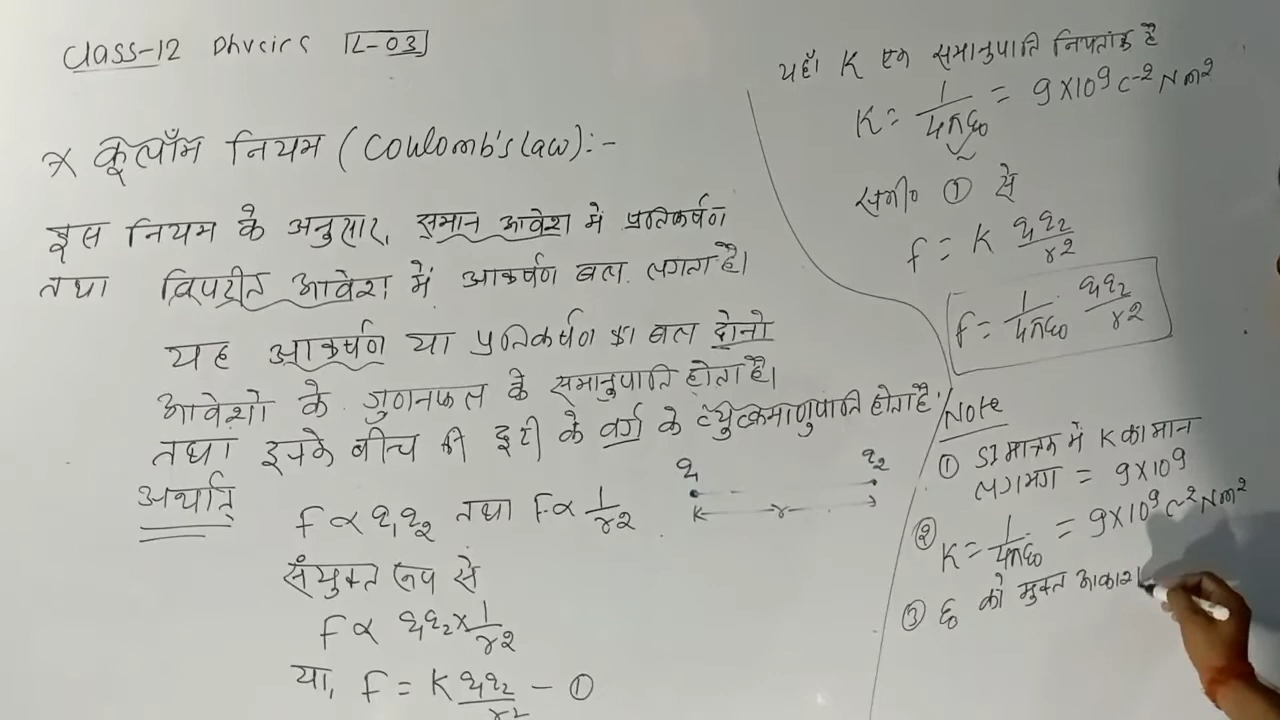 Class-12 Physics L-03
× कूलॉम नियम (Coulomb's law):-
इस नियम के अनुसार, समान आवेश में प्रतिकर्षण
तथा विपरीत आवेश में आकर्षण बल लगता है।
यह आकर्षण या प्रतिकर्षण का बल दोनो
आवेशो के गुणनफल के समानुपाति होता है।
तथा इनके बीच की दूरी के वर्ग के व्युत्क्रमाणुपाति होता है।
अर्थात्
F ∝ q₁q₂ तथा F ∝ 1/r²
q₁ q₂
r
संयुक्त रूप से
F ∝ q₁q₂ × 1/r²
या, F = K q₁q₂/r² - ①
यहाँ K एक समानुपाति नियतांक है
K = 1/4πε₀ = 9×10⁹ C⁻² N m²
समी० ① से
F = K q₁q₂/r²
F = 1/4πε₀ q₁q₂/r²
Note
① SI मात्रक में K का मान
लगभग = 9×10⁹
② K = 1/4πε₀ = 9×10⁹ C⁻² N m²
③ ε₀ को मुक्त आकाश